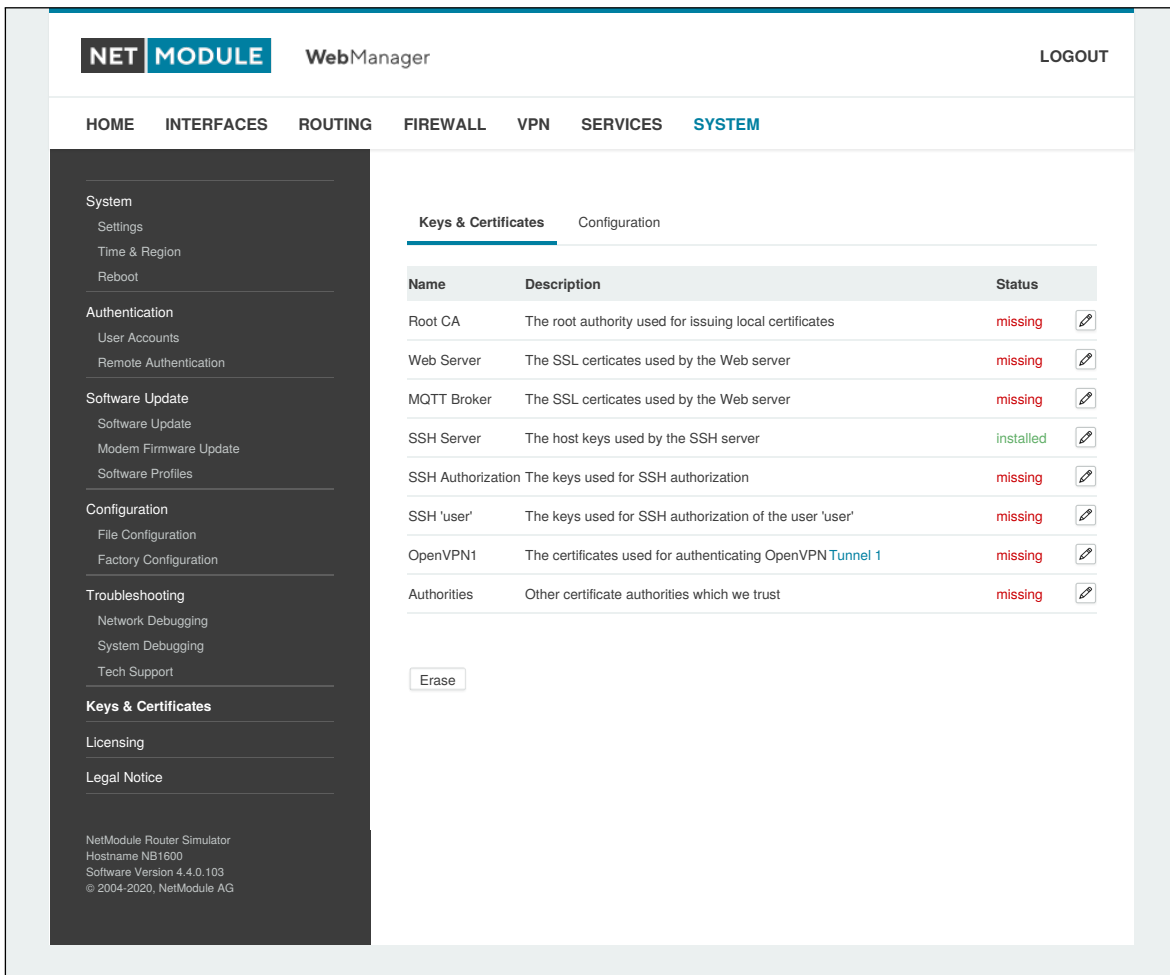 NET MODULE WebManager LOGOUT
HOME INTERFACES ROUTING FIREWALL VPN SERVICES SYSTEM
System
Settings
Time & Region
Reboot
Authentication
User Accounts
Remote Authentication
Software Update
Software Update
Modem Firmware Update
Software Profiles
Configuration
File Configuration
Factory Configuration
Troubleshooting
Network Debugging
System Debugging
Tech Support
Keys & Certificates
Licensing
Legal Notice
NetModule Router Simulator
Hostname NB1600
Software Version 4.4.0.103
© 2004-2020, NetModule AG
Keys & Certificates Configuration
Name Description Status
Root CA The root authority used for issuing local certificates missing
Web Server The SSL certicates used by the Web server missing
MQTT Broker The SSL certicates used by the Web server missing
SSH Server The host keys used by the SSH server installed
SSH Authorization The keys used for SSH authorization missing
SSH 'user' The keys used for SSH authorization of the user 'user' missing
OpenVPN1 The certificates used for authenticating OpenVPN Tunnel 1 missing
Authorities Other certificate authorities which we trust missing
Erase